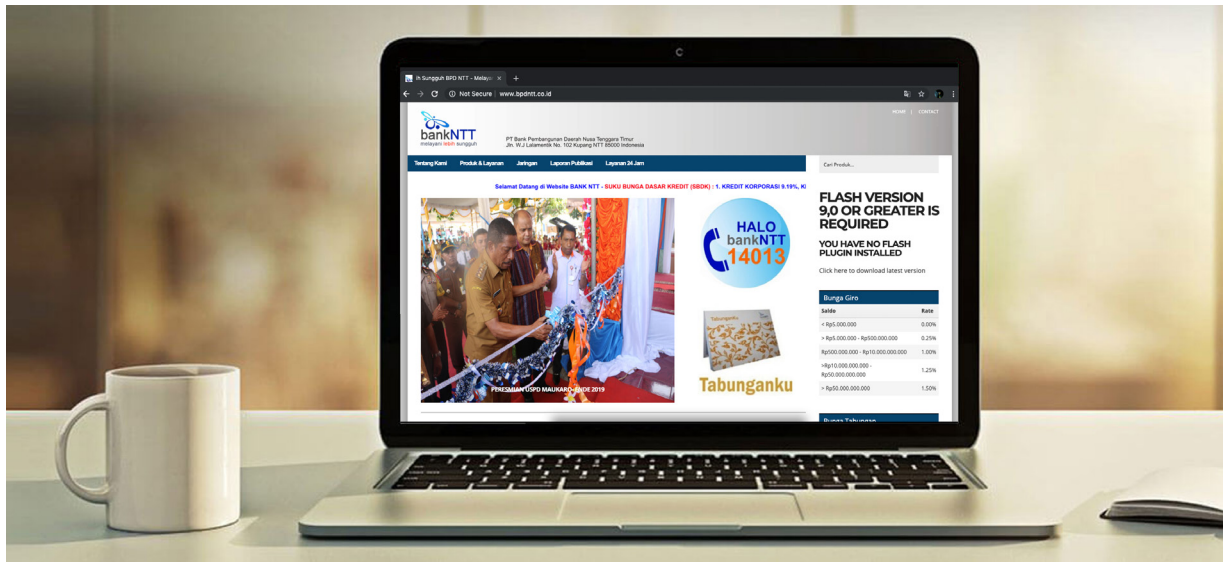 ih Sungguh BPD NTT - Melaya
Not Secure | www.bpdntt.co.id
HOME | CONTACT
bankNTT
melayani lebih sungguh
PT Bank Pembangunan Daerah Nusa Tenggara Timur
Jln. W.J Lalamentik No. 102 Kupang NTT 85000 Indonesia
Tentang Kami Produk & Layanan Jaringan Laporan Publikasi Layanan 24 Jam
Cari Produk...
Selamat Datang di Website BANK NTT - SUKU BUNGA DASAR KREDIT (SBDK) : 1. KREDIT KORPORASI 9.19%, KI
PERESMIAN USPD MAUKARO-ENDE 2019
HALO
bankNTT
14013
Tabunganku
Tabunganku
FLASH VERSION
9,0 OR GREATER IS
REQUIRED
YOU HAVE NO FLASH
PLUGIN INSTALLED
Click here to download latest version
Bunga Giro
Saldo Rate
< Rp5.000.000 0.00%
> Rp5.000.000 - Rp500.000.000 0.25%
Rp500.000.000 - Rp10.000.000.000 1.00%
>Rp10.000.000.000 -
Rp50.000.000.000 1.25%
> Rp50.000.000.000 1.50%
Bunga Tabungan